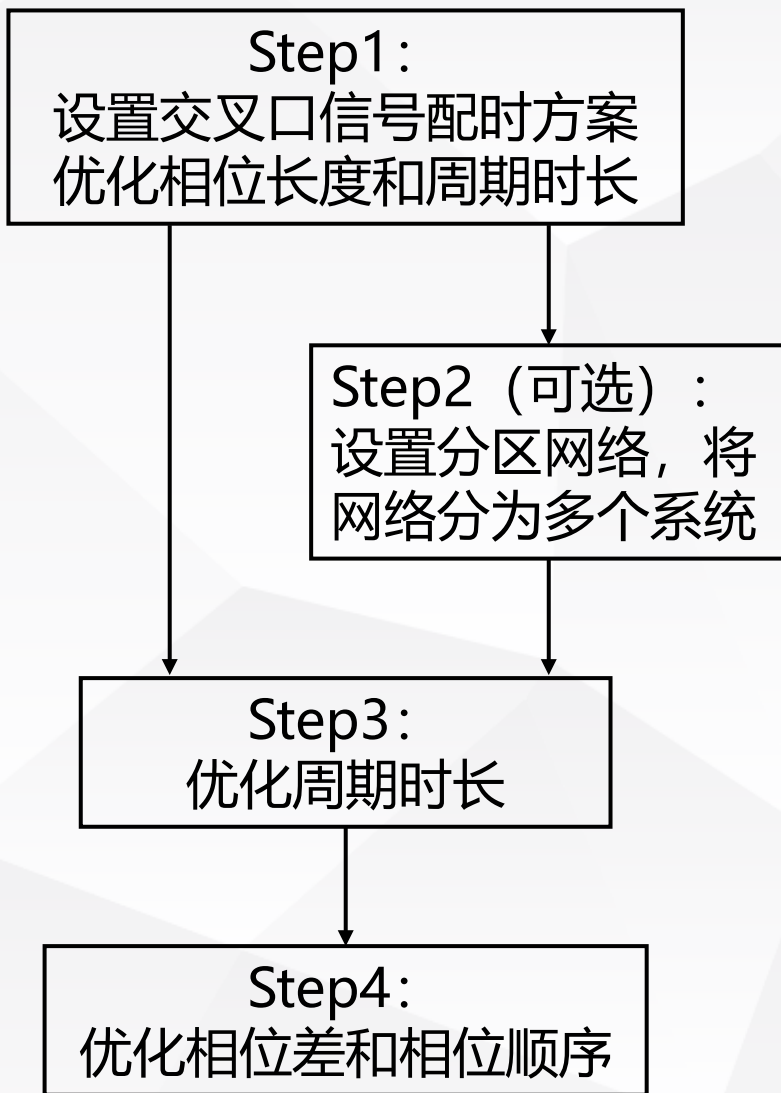 Step1：
设置交叉口信号配时方案
优化相位长度和周期时长
Step2（可选）：
设置分区网络，将
网络分为多个系统
Step3：
优化周期时长
Step4：
优化相位差和相位顺序